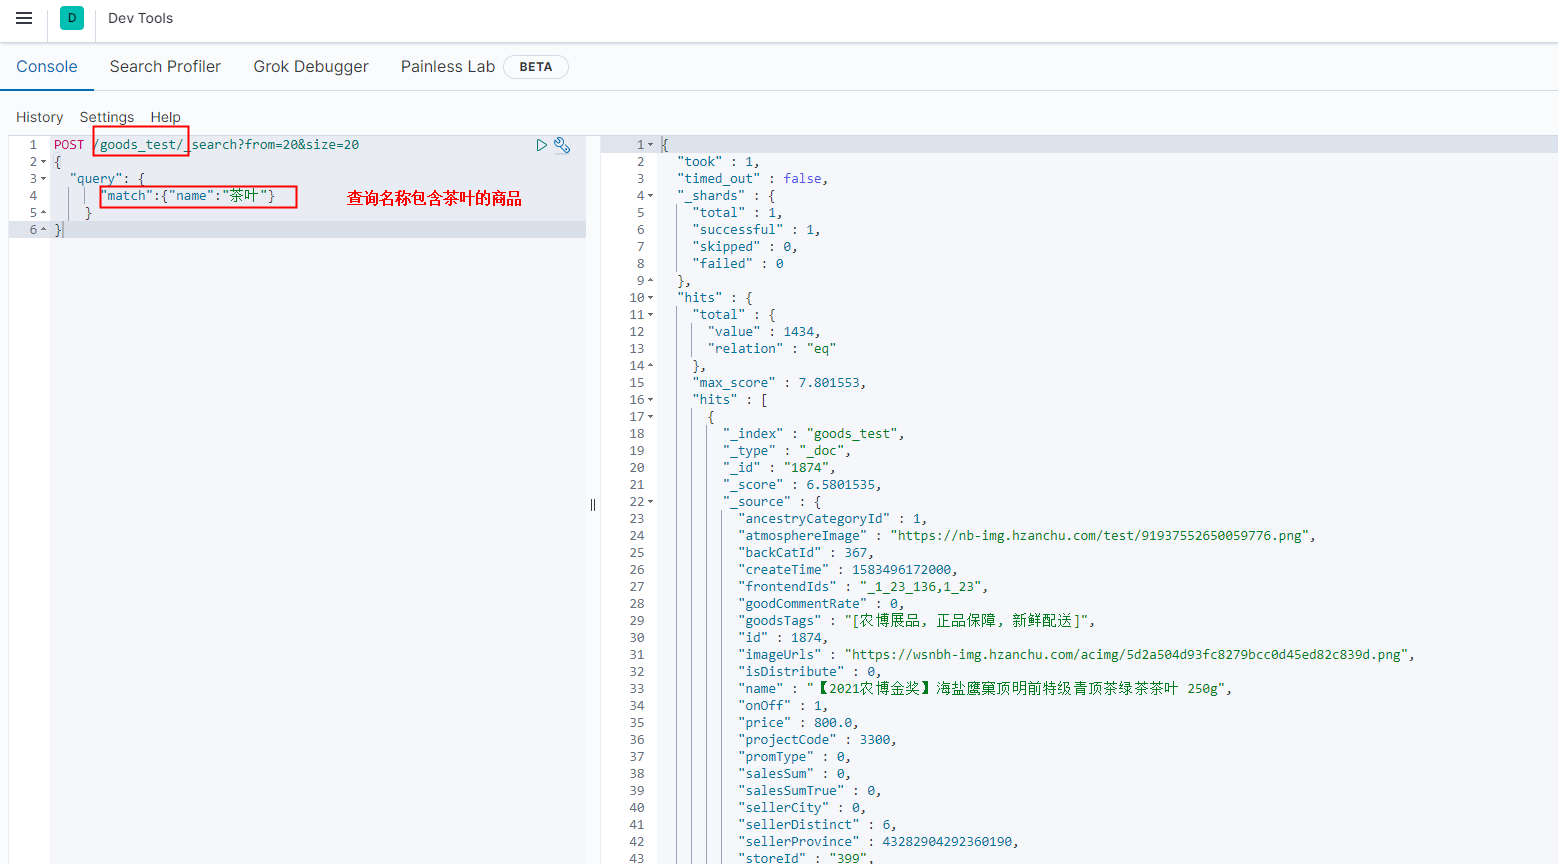 D Dev Tools
Console Search Profiler Grok Debugger Painless Lab BETA
History Settings Help
1 POST /goods_test/_search?from=20&size=20
2 {
3 "query": {
4 "match":{"name":"茶叶"}
5 }
6 }
查询名称包含茶叶的商品
1 {
2 "took" : 1,
3 "timed_out" : false,
4 "_shards" : {
5 "total" : 1,
6 "successful" : 1,
7 "skipped" : 0,
8 "failed" : 0
9 },
10 "hits" : {
11 "total" : {
12 "value" : 1434,
13 "relation" : "eq"
14 },
15 "max_score" : 7.801553,
16 "hits" : [
17 {
18 "_index" : "goods_test",
19 "_type" : "_doc",
20 "_id" : "1874",
21 "_score" : 6.5801535,
22 "_source" : {
23 "ancestryCategoryId" : 1,
24 "atmosphereImage" : "https://nb-img.hzanchu.com/test/91937552650059776.png",
25 "backCatId" : 367,
26 "createTime" : 1583496172000,
27 "frontendIds" : "_1_23_136,1_23",
28 "goodCommentRate" : 0,
29 "goodsTags" : "[农博展品, 正品保障, 新鲜配送]",
30 "id" : 1874,
31 "imageUrls" : "https://wsnbh-img.hzanchu.com/acimg/5d2a504d93fc8279bcc0d45ed82c839d.png",
32 "isDistribute" : 0,
33 "name" : "【2021农博金奖】海盐鹰窠顶明前特级青顶茶绿茶茶叶 250g",
34 "onOff" : 1,
35 "price" : 800.0,
36 "projectCode" : 3300,
37 "promType" : 0,
38 "salesSum" : 0,
39 "salesSumTrue" : 0,
40 "sellerCity" : 0,
41 "sellerDistinct" : 6,
42 "sellerProvince" : 43282904292360190,
43 "storeId" : "399",